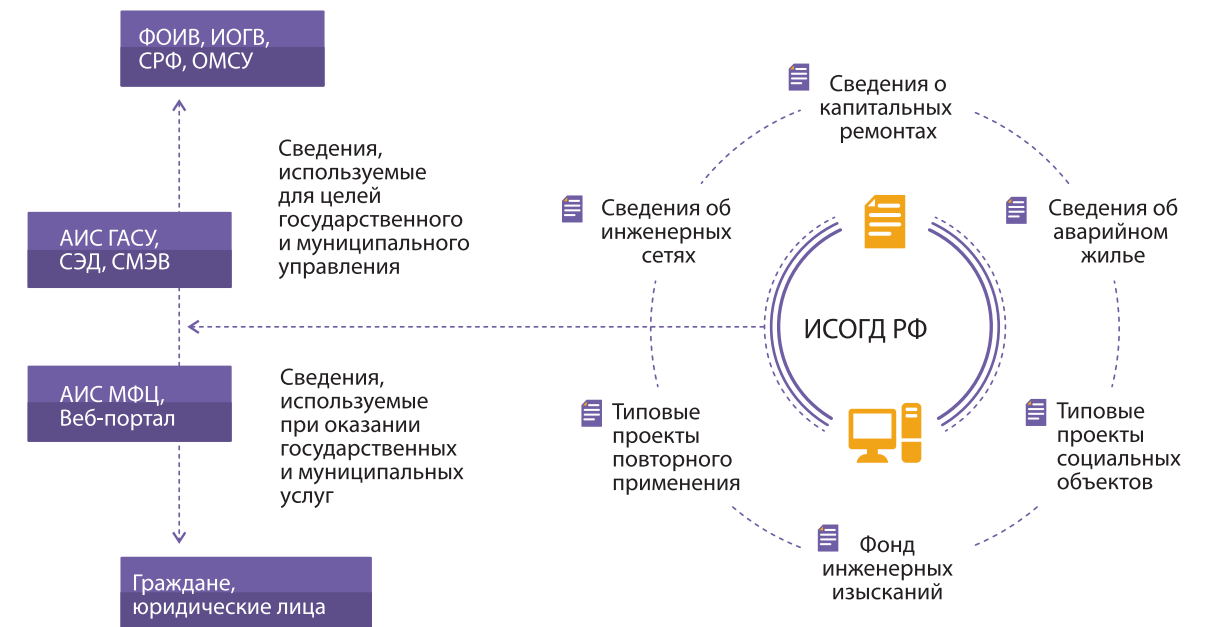 ФОИВ, ИОГВ,
СРФ, ОМСУ
Сведения,
используемые
для целей
государственного
и муниципального
управления
АИС ГАСУ,
СЭД, СМЭВ
АИС МФЦ,
Веб-портал
Сведения,
используемые
при оказании
государственных
и муниципальных
услуг
Граждане,
юридические лица
Сведения о
капитальных
ремонтах
Сведения об
инженерных
сетях
Сведения об
аварийном
жилье
ИСОГД РФ
Типовые
проекты
повторного
применения
Типовые
проекты
социальных
объектов
Фонд
инженерных
изысканий